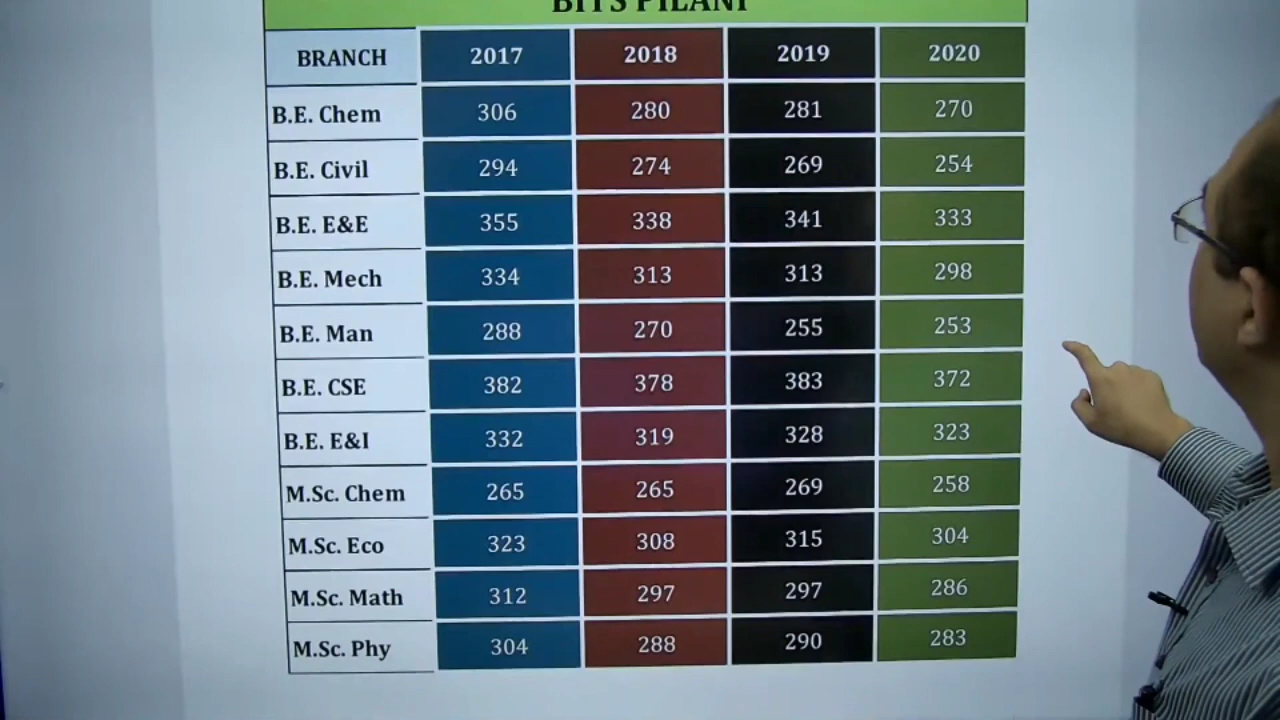 BITS PILANI
BRANCH 2017 2018 2019 2020
B.E. Chem 306 280 281 270
B.E. Civil 294 274 269 254
B.E. E&E 355 338 341 333
B.E. Mech 334 313 313 298
B.E. Man 288 270 255 253
B.E. CSE 382 378 383 372
B.E. E&I 332 319 328 323
M.Sc. Chem 265 265 269 258
M.Sc. Eco 323 308 315 304
M.Sc. Math 312 297 297 286
M.Sc. Phy 304 288 290 283